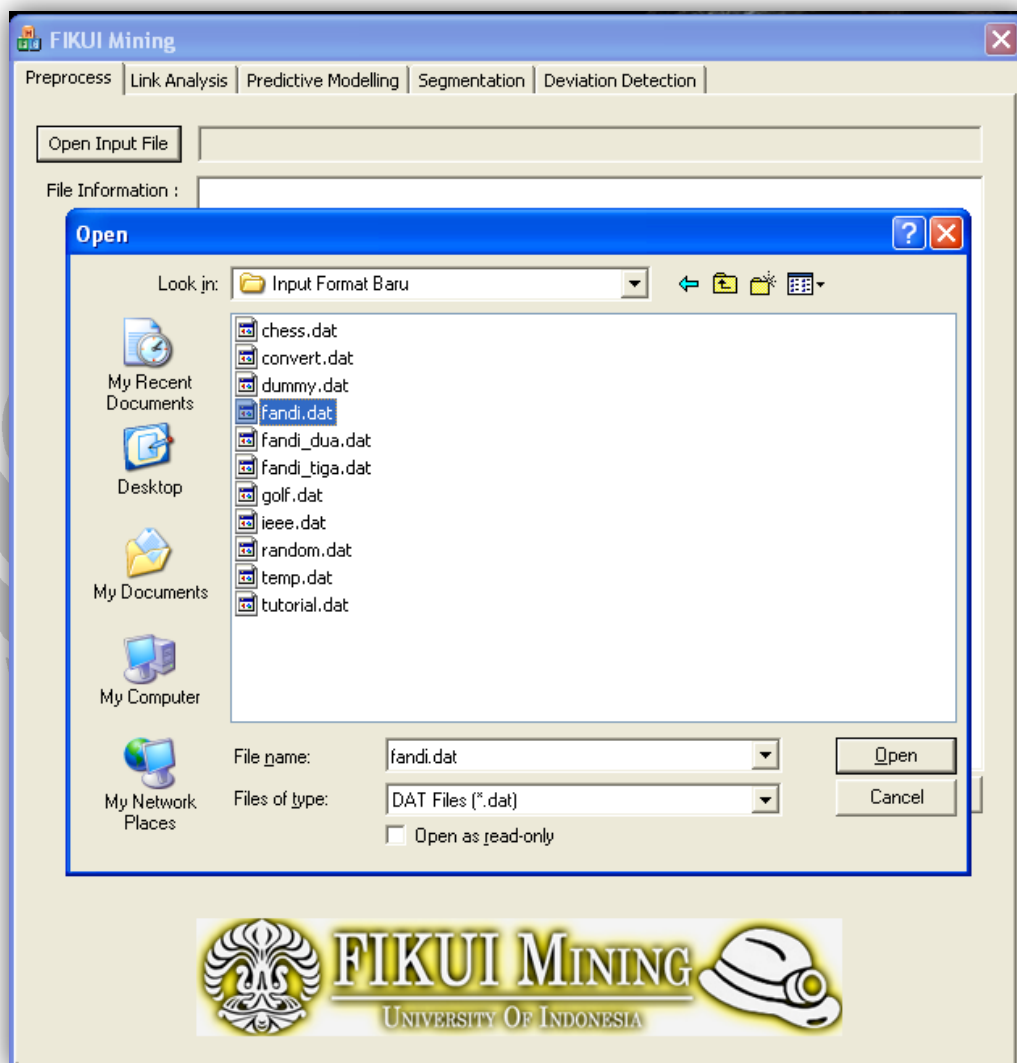 FIKUI Mining
Preprocess Link Analysis Predictive Modelling Segmentation Deviation Detection
Open Input File
File Information :
Open
Look in: Input Format Baru
chess.dat
convert.dat
dummy.dat
fandi.dat
fandi_dua.dat
fandi_tiga.dat
golf.dat
ieee.dat
random.dat
temp.dat
tutorial.dat
My Recent
Documents
Desktop
My Documents
My Computer
My Network
Places
File name: fandi.dat Open
Files of type: DAT Files (*.dat) Cancel
Open as read-only
FIKUI MINING
UNIVERSITY OF INDONESIA